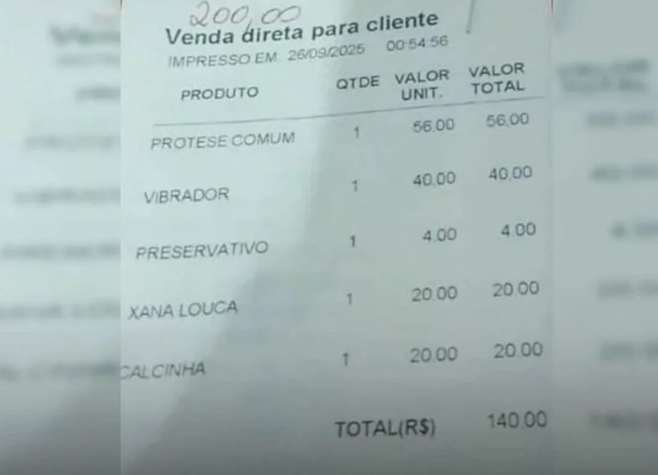 200,00
Venda direta para cliente
IMPRESSO EM 26/09/2025 00:54:56
PRODUTO QTDE VALOR UNIT. VALOR TOTAL
PROTESE COMUM 1 56,00 56,00
VIBRADOR 1 40,00 40,00
PRESERVATIVO 1 4,00 4,00
XANA LOUCA 1 20,00 20,00
CALCINHA 1 20,00 20,00
TOTAL(R$) 140,00